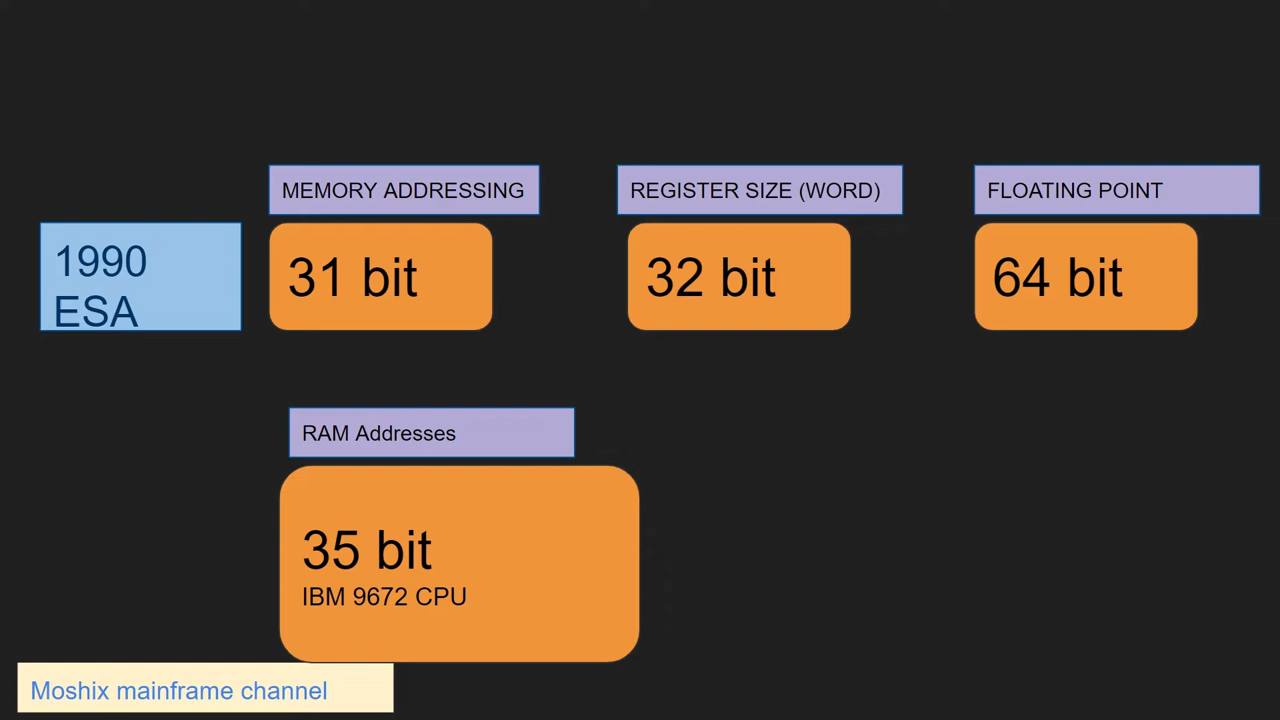 MEMORY ADDRESSING
REGISTER SIZE (WORD)
FLOATING POINT
1990
ESA
31 bit
32 bit
64 bit
RAM Addresses
35 bit
IBM 9672 CPU
Moshix mainframe channel